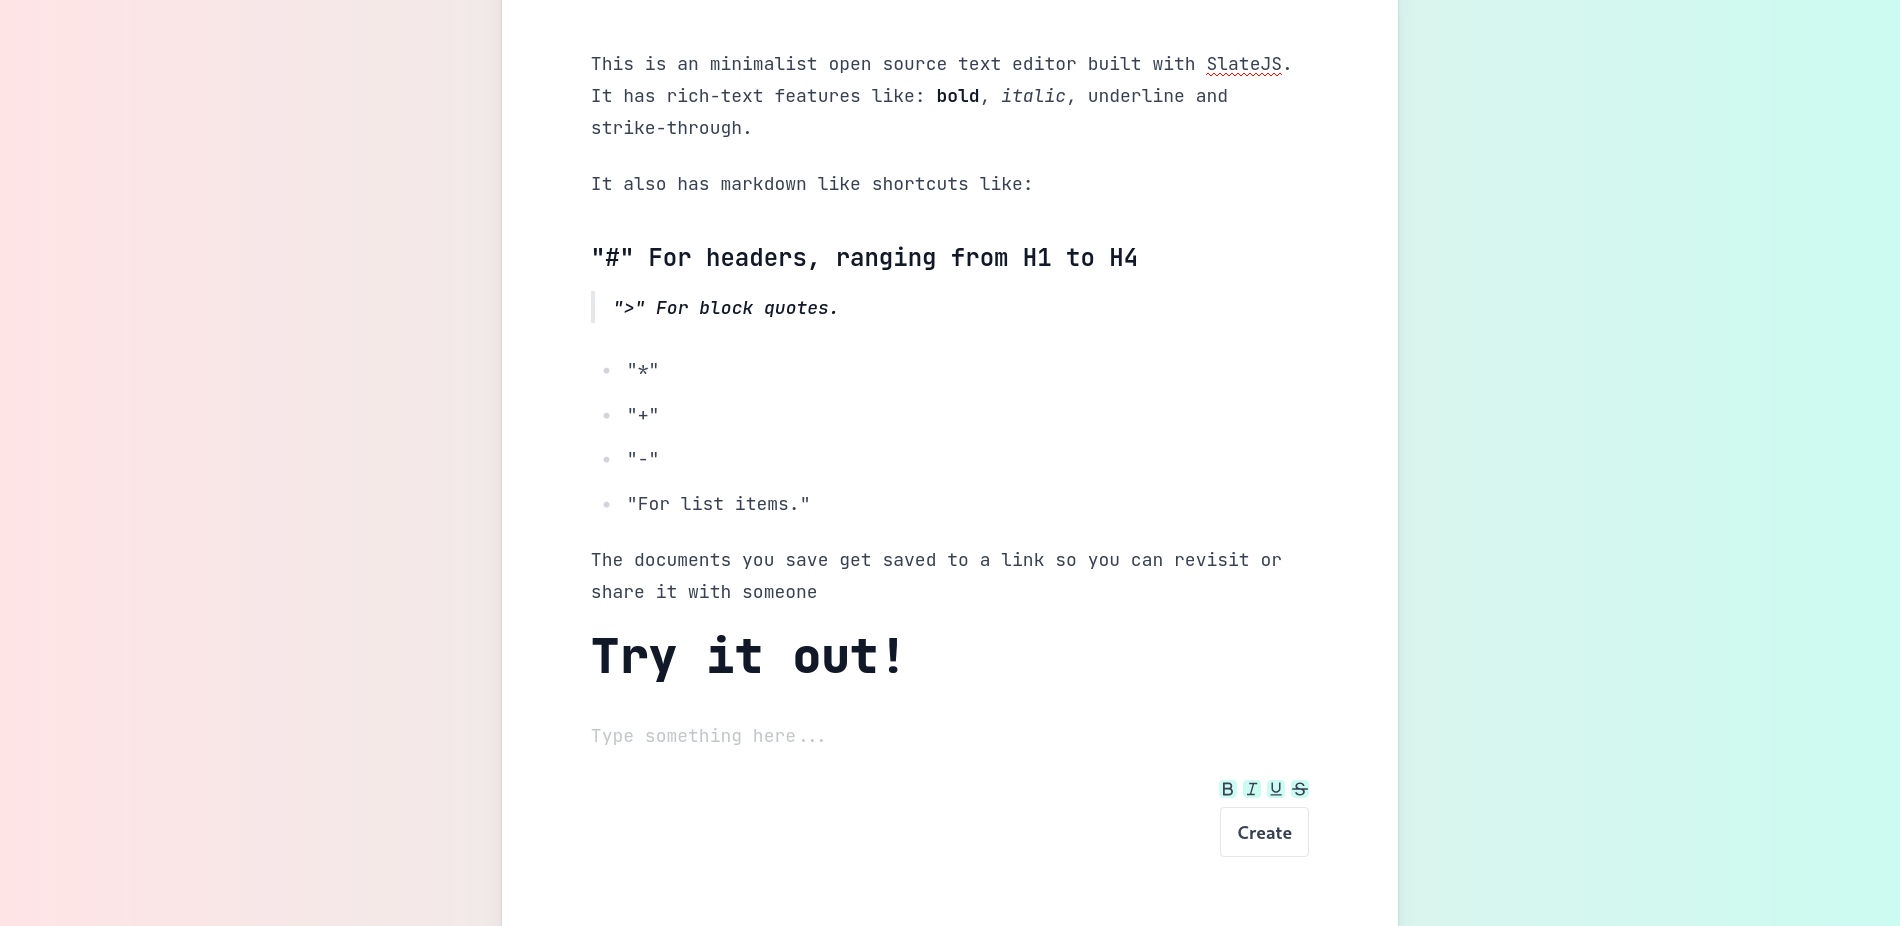 This is an minimalist open source text editor built with SlateJS.
It has rich-text features like: bold, italic, underline and
strike-through.
It also has markdown like shortcuts like:
"#" For headers, ranging from H1 to H4
">" For block quotes.
• "*"
• "+"
• "-"
• "For list items."
The documents you save get saved to a link so you can revisit or
share it with someone
Try it out!
Type something here...
B I U S
Create